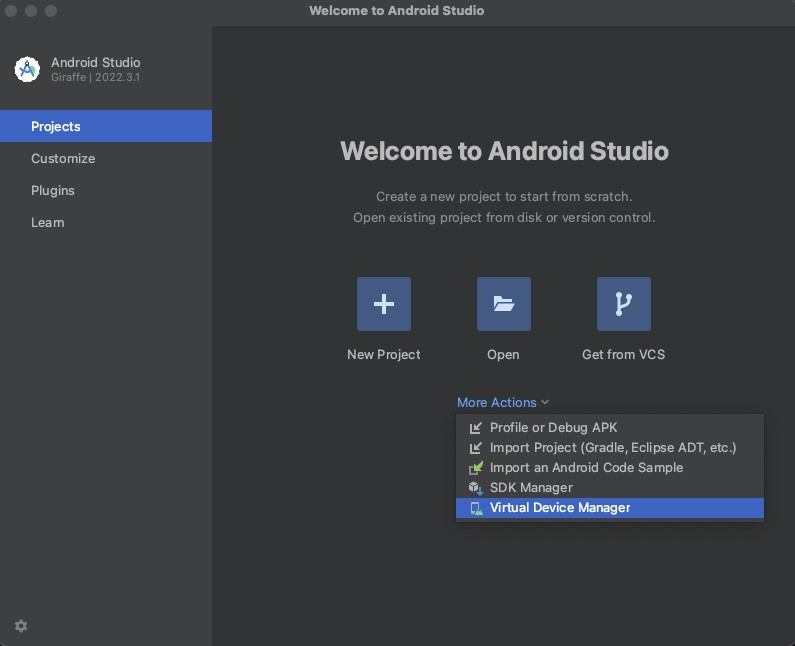 Welcome to Android Studio
Android Studio
Giraffe | 2022.3.1
Projects
Customize
Plugins
Learn
Welcome to Android Studio
Create a new project to start from scratch.
Open existing project from disk or version control.
New Project
Open
Get from VCS
More Actions
Profile or Debug APK
Import Project (Gradle, Eclipse ADT, etc.)
Import an Android Code Sample
SDK Manager
Virtual Device Manager